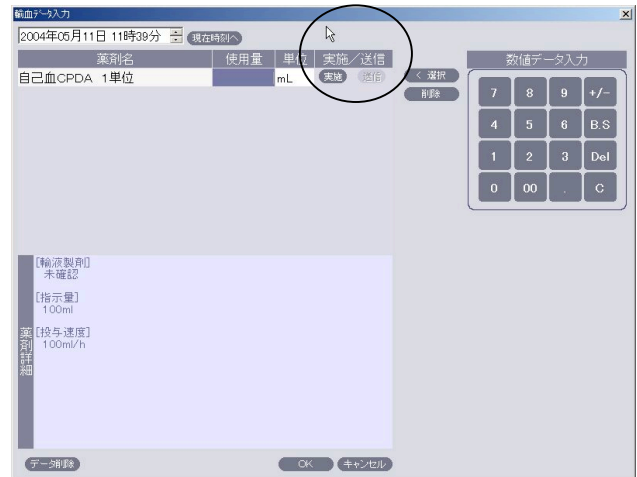 輸血データ入力
2004年05月11日 11時39分 現在時刻へ
薬剤名 使用量 単位 実施/送信
自己血CPDA 1単位 mL 実施 送信
< 選択
削除
数値データ入力
7 8 9 +/-
4 5 6 B.S
1 2 3 Del
0 00 . C
薬剤詳細
[輸液製剤]
未確認
[指示量]
100ml
[投与速度]
100ml/h
データ削除 OK キャンセル